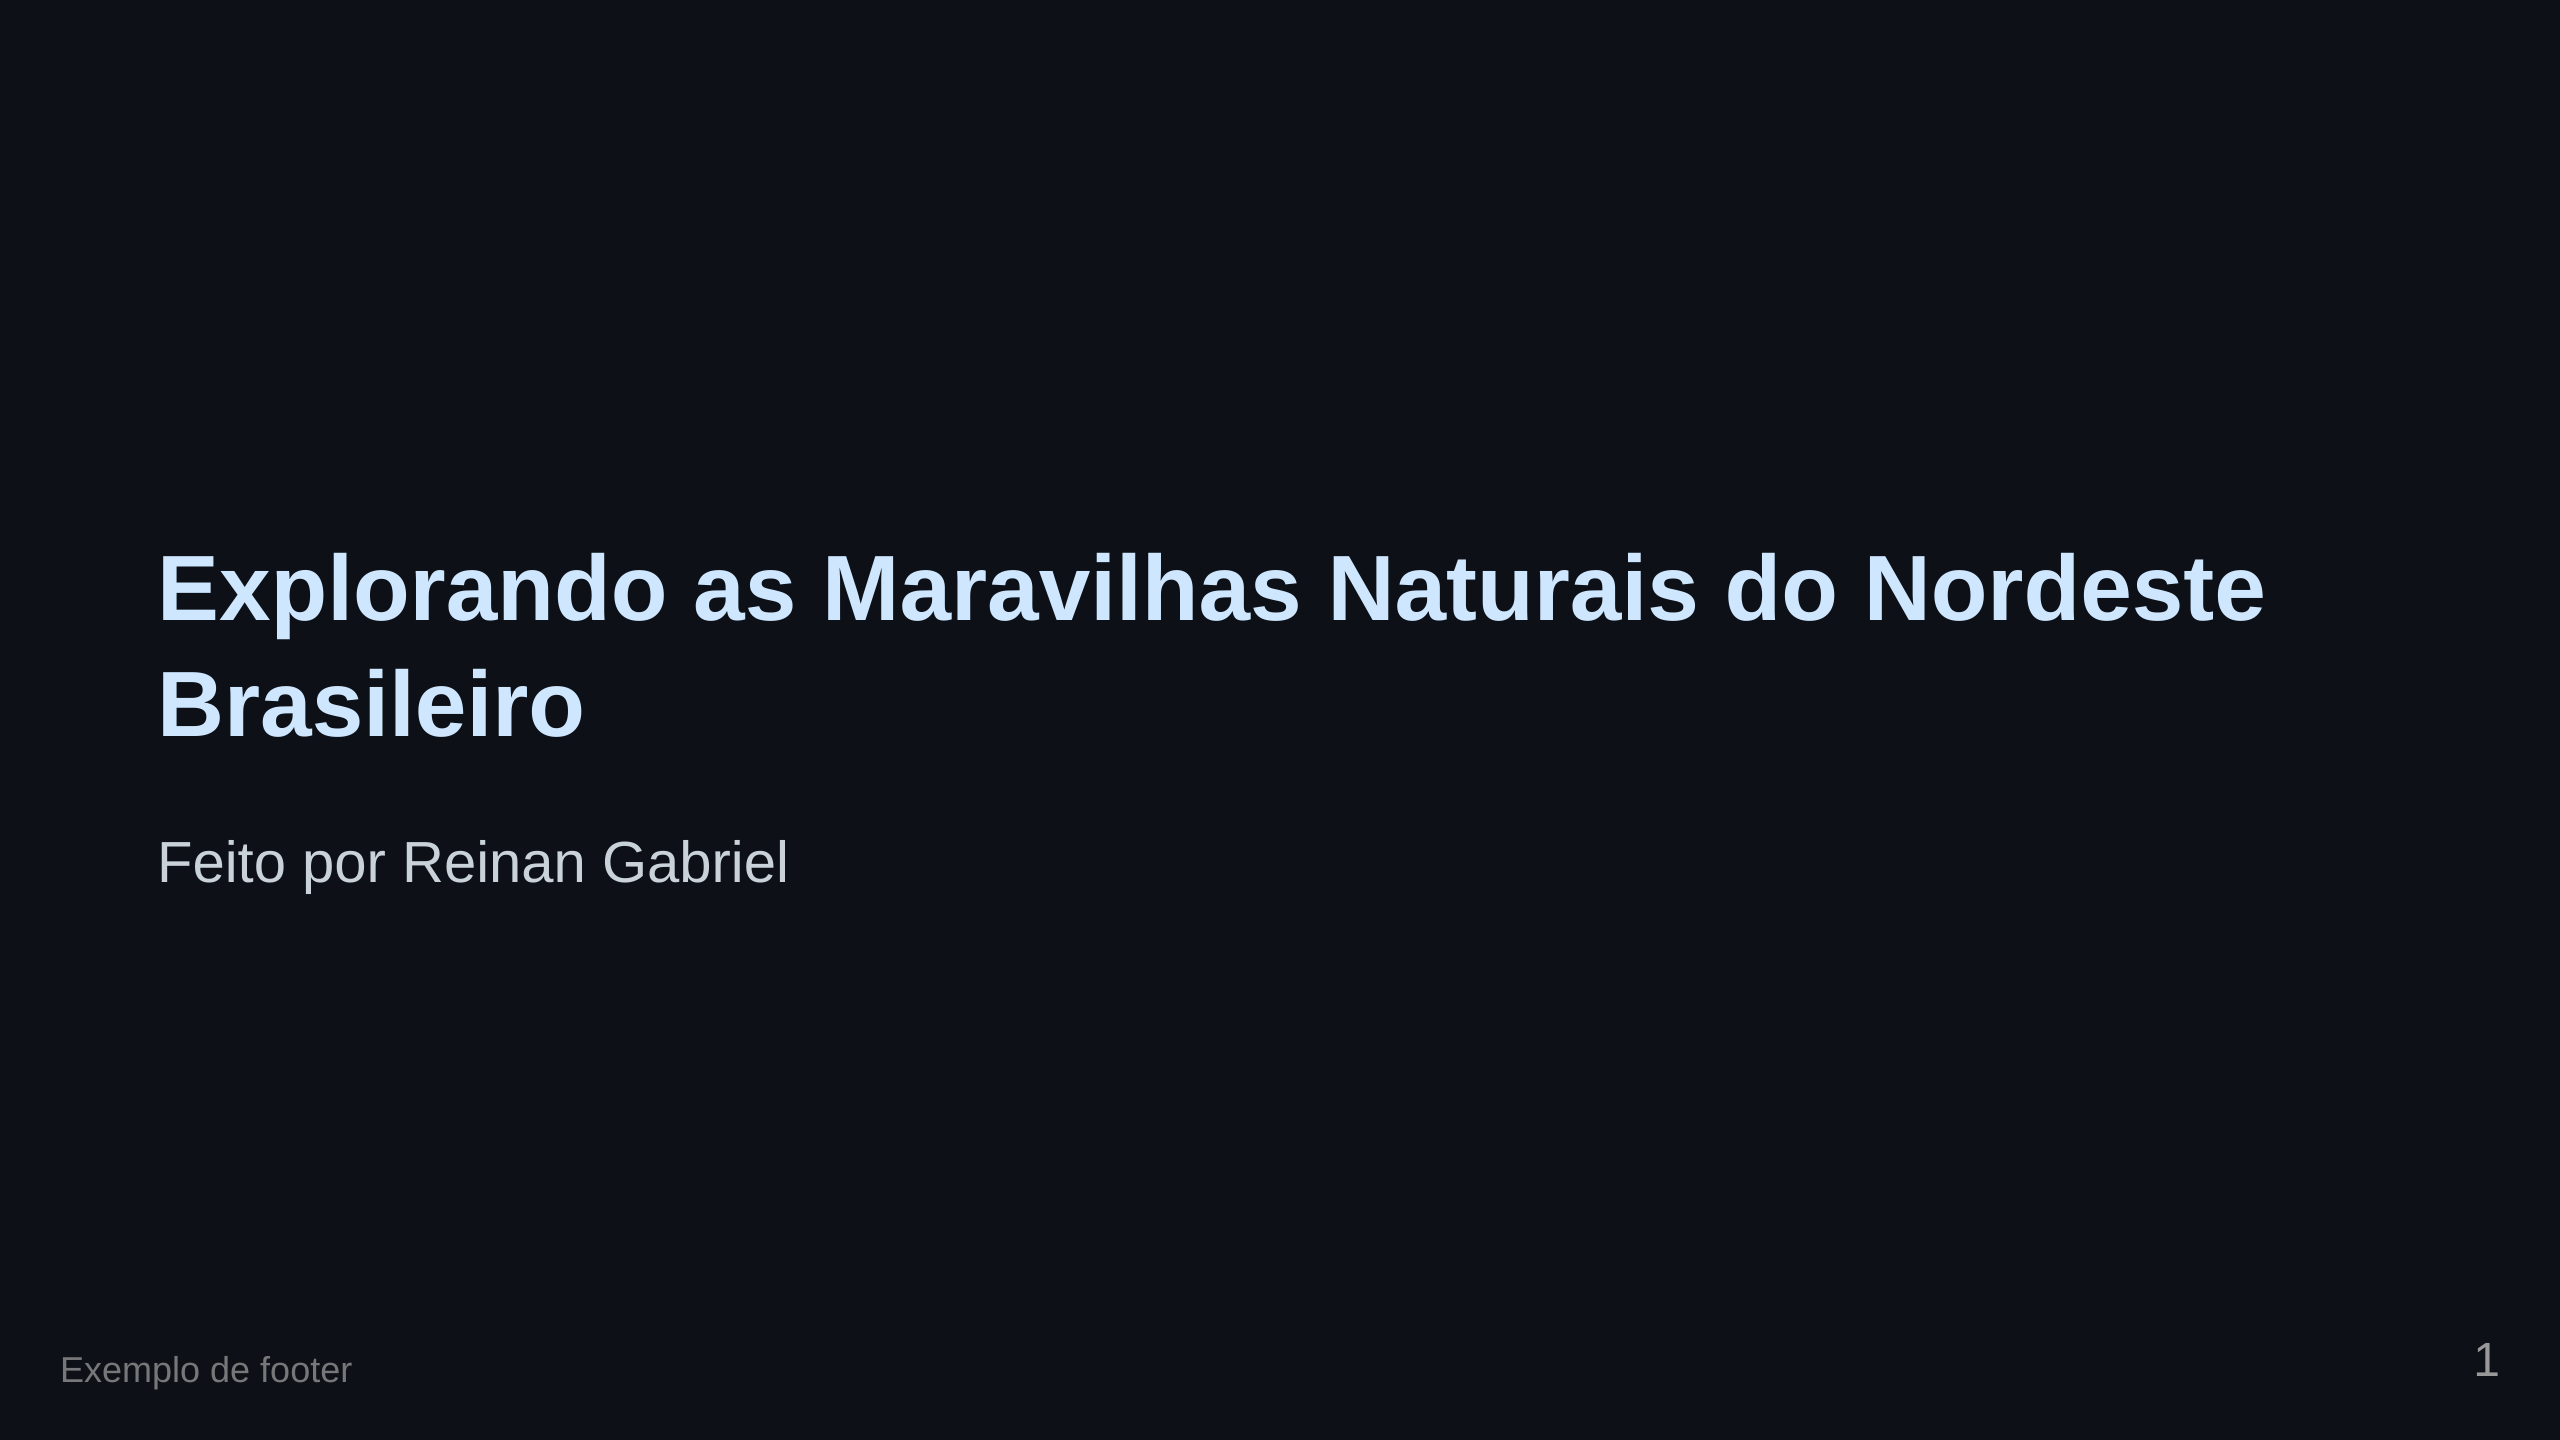 Explorando as Maravilhas Naturais do Nordeste
Brasileiro
Feito por Reinan Gabriel
Exemplo de footer
1